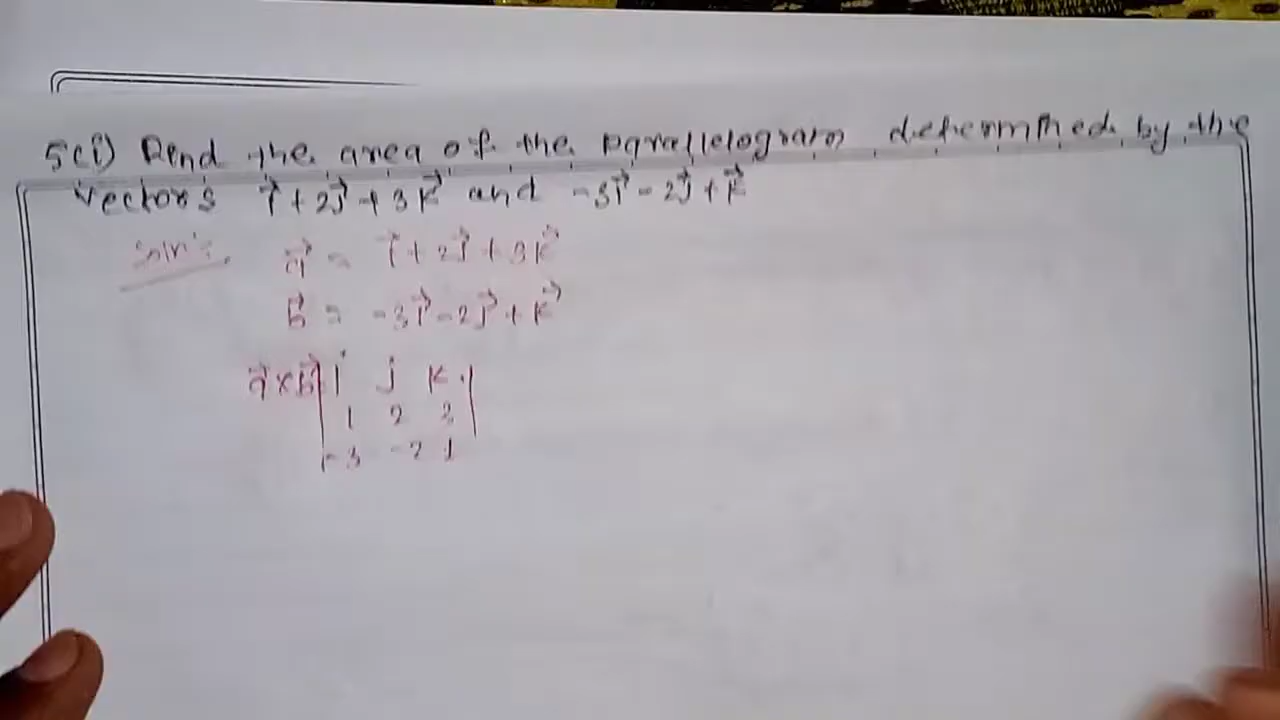 5(i) Find the area of the parallelogram determined by the
vectors i⃗ + 2j⃗ + 3k⃗ and -3i⃗ - 2j⃗ + k⃗
Soln:
a⃗ = i⃗ + 2j⃗ + 3k⃗
b⃗ = -3i⃗ - 2j⃗ + k⃗
a⃗ × b⃗ | i j k |
1 2 3
-3 -2 1